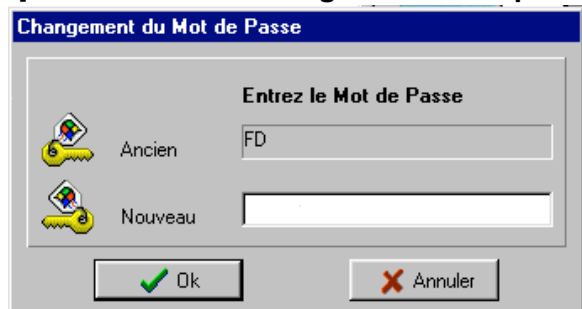 Changement du Mot de Passe
Entrez le Mot de Passe
Ancien
FD
Nouveau
Ok
Annuler